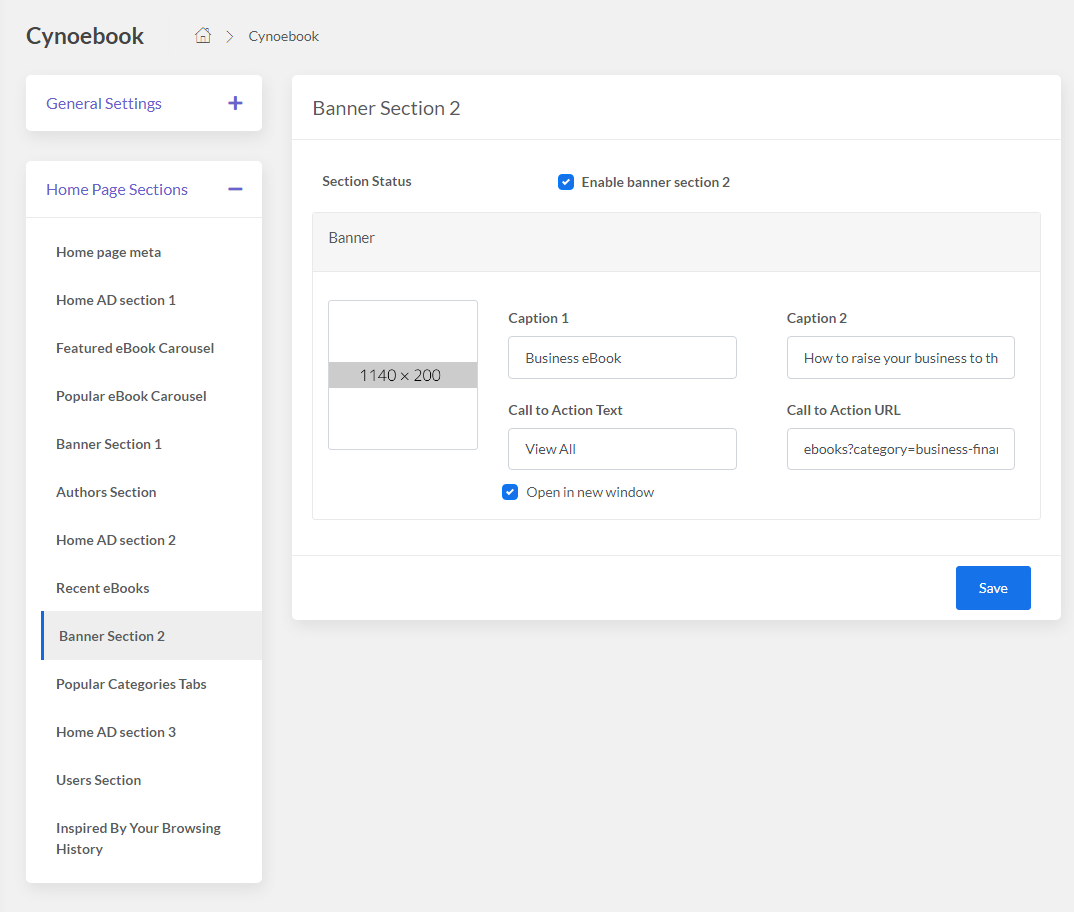 Cynoebook
Cynoebook
General Settings
Home Page Sections
Home page meta
Home AD section 1
Featured eBook Carousel
Popular eBook Carousel
Banner Section 1
Authors Section
Home AD section 2
Recent eBooks
Banner Section 2
Popular Categories Tabs
Home AD section 3
Users Section
Inspired By Your Browsing
History
Banner Section 2
Section Status
Enable banner section 2
Banner
1140 × 200
Caption 1
Business eBook
Caption 2
How to raise your business to th
Call to Action Text
View All
Call to Action URL
ebooks?category=business-finan
Open in new window
Save